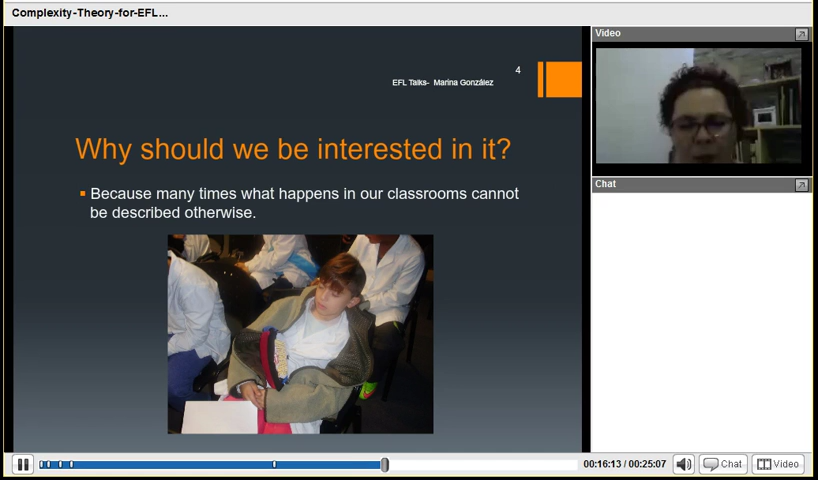 Complexity-Theory-for-EFL...
4
EFL Talks- Marina González
Why should we be interested in it?
Because many times what happens in our classrooms cannot
be described otherwise.
Video
Chat
00:16:13 / 00:25:07
Chat
Video